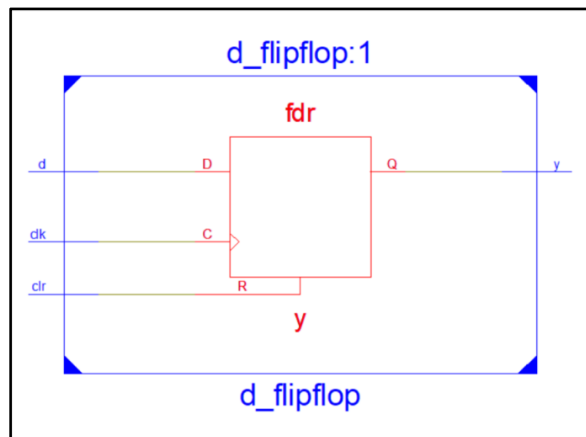 d_flipflop:1
fdr
d D Q y
clk C
clr R
y
d_flipflop